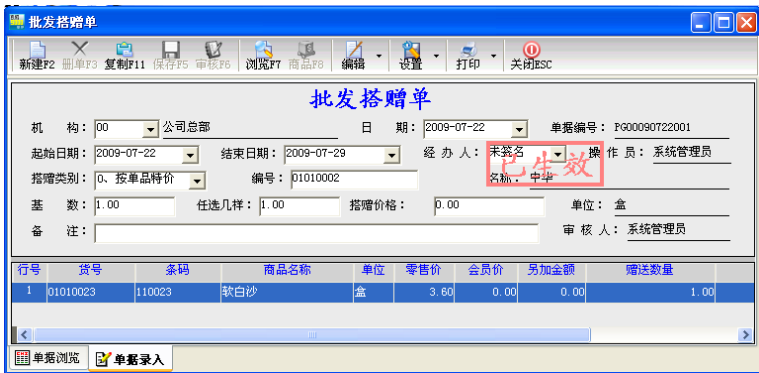 批发搭赠单
新建F2 删单F3 复制F11 保存F5 审核F6 浏览F7 商品F8 编辑 设置 打印 关闭ESC
批发搭赠单
机 构：00 公司总部 日 期：2009-07-22 单据编号：PG00090722001
起始日期：2009-07-22 结束日期：2009-07-29 经 办 人：未签名 操 作 员：系统管理员
已生效
搭赠类别：0、按单品特价 编号：01010002 名称：中华
基 数：1.00 任选几样：1.00 搭赠价格：0.00 单位：盒
备 注： 审 核 人：系统管理员
行号 货号 条码 商品名称 单位 零售价 会员价 另加金额 赠送数量
1 01010023 110023 软白沙 盒 3.60 0.00 0.00 1.00
单据浏览 单据录入